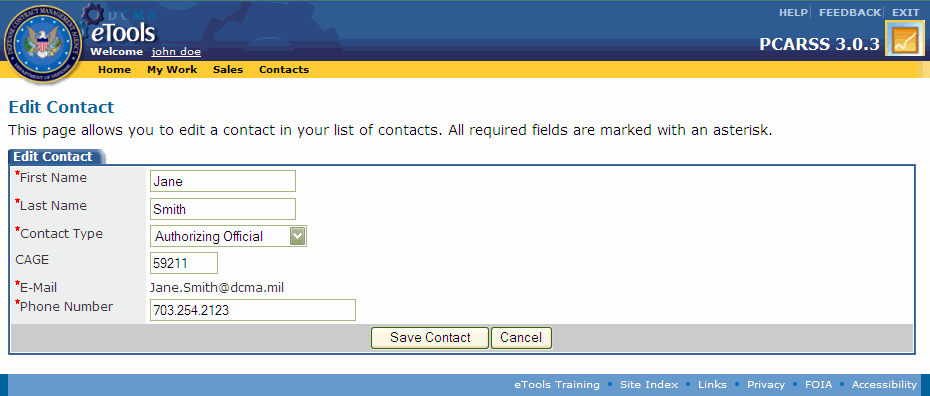 HELP | FEEDBACK | EXIT
eTools
Welcome john doe
PCARSS 3.0.3
Home My Work Sales Contacts
Edit Contact
This page allows you to edit a contact in your list of contacts. All required fields are marked with an asterisk.
Edit Contact
*First Name Jane
*Last Name Smith
*Contact Type Authorizing Official
CAGE 59211
*E-Mail Jane.Smith@dcma.mil
*Phone Number 703.254.2123
Save Contact Cancel
eTools Training • Site Index • Links • Privacy • FOIA • Accessibility